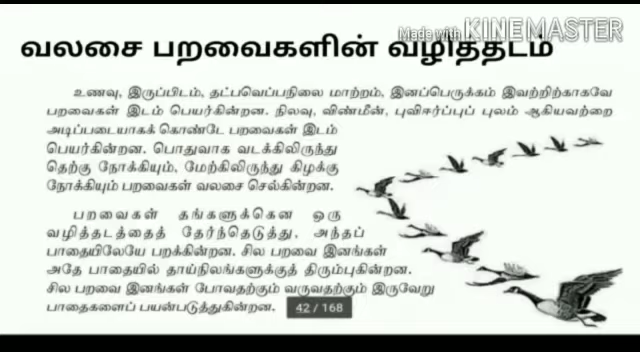 Made with KINEMASTER
வலசை பறவைகளின் வழித்தடம்
உணவு, இருப்பிடம், தட்பவெப்பநிலை மாற்றம், இனப்பெருக்கம் இவற்றிற்காகவே
பறவைகள் இடம் பெயர்கின்றன. நிலவு, விண்மீன், புவிஈர்ப்புப் புலம் ஆகியவற்றை
அடிப்படையாகக் கொண்டே பறவைகள் இடம்
பெயர்கின்றன. பொதுவாக வடக்கிலிருந்து
தெற்கு நோக்கியும், மேற்கிலிருந்து கிழக்கு
நோக்கியும் பறவைகள் வலசை செல்கின்றன.
பறவைகள் தங்களுக்கென ஒரு
வழித்தடத்தைத் தேர்ந்தெடுத்து, அந்தப்
பாதையிலேயே பறக்கின்றன. சில பறவை இனங்கள்
அதே பாதையில் தாய்நிலங்களுக்குத் திரும்புகின்றன.
சில பறவை இனங்கள் போவதற்கும் வருவதற்கும் இருவேறு
பாதைகளைப் பயன்படுத்துகின்றன.
42 / 168